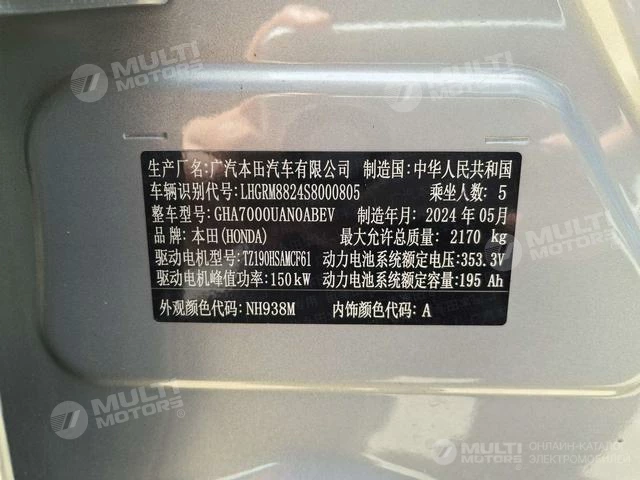 MULTI MOTORS
MULTI MOTORS
MULTI MOTORS
生产厂名:广汽本田汽车有限公司 制造国:中华人民共和国
车辆识别代号:LHGRM8824S8000805 乘坐人数: 5
整车型号:GHA7000UAN0ABEV 制造年月: 2024 年05月
品牌:本田(HONDA) 最大允许总质量: 2170 kg
驱动电机型号:TZ190HSAMCF61 动力电池系统额定电压:353.3V
驱动电机峰值功率:150kW 动力电池系统额定容量:195 Ah
外观颜色代码: NH938M 内饰颜色代码: A
MULTI MOTORS
MULTI MOTORS
MULTI MOTORS
ОНЛАЙН-КАТАЛОГ
ЭЛЕКТРОМОБИЛЕЙ